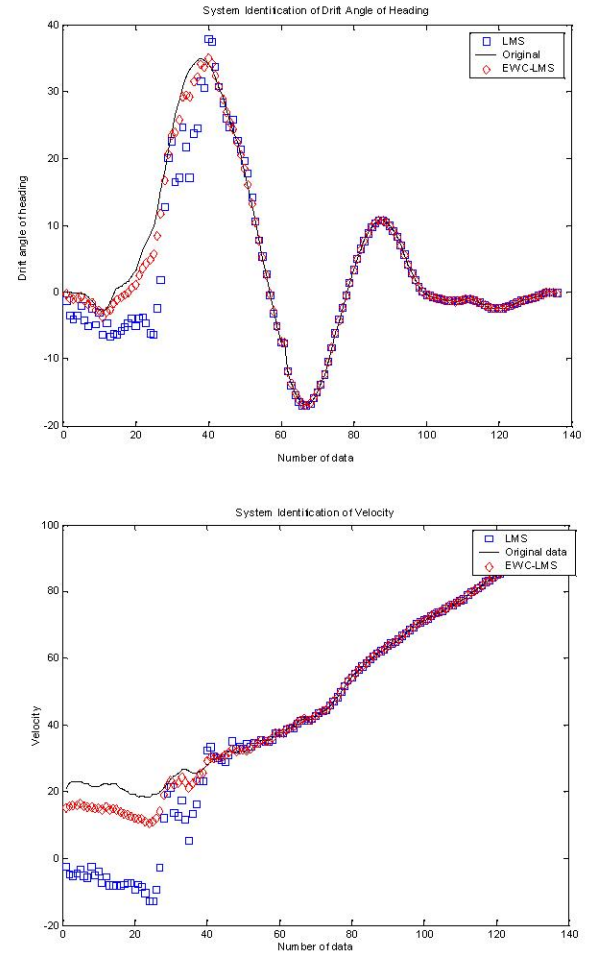 System Identification of Drift Angle of Heading
40
30
20
10
0
-10
-20
Drift angle of heading
LMS
Original
EWC-LMS
0 20 40 60 80 100 120 140
Number of data
System Identification of Velocity
100
80
60
40
20
0
-20
Velocity
LMS
Original data
EWC-LMS
0 20 40 60 80 100 120 140
Number of data